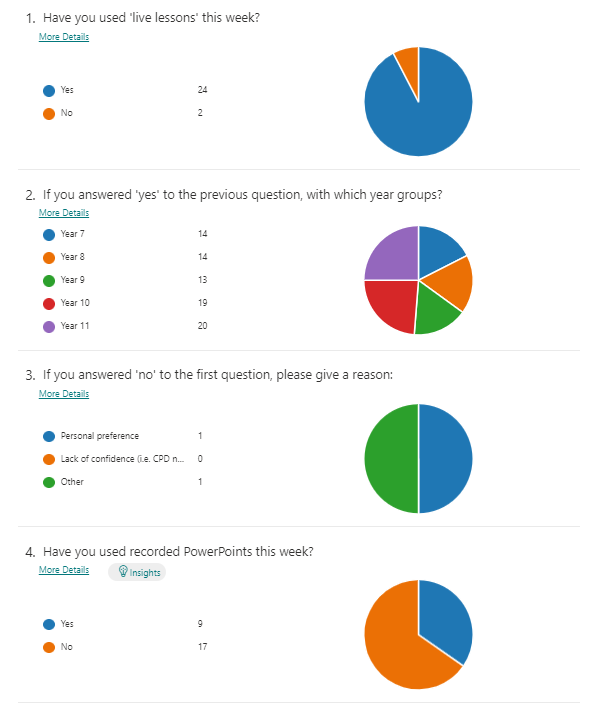 1. Have you used 'live lessons' this week?
More Details
Yes 24
No 2
2. If you answered 'yes' to the previous question, with which year groups?
More Details
Year 7 14
Year 8 14
Year 9 13
Year 10 19
Year 11 20
3. If you answered 'no' to the first question, please give a reason:
More Details
Personal preference 1
Lack of confidence (i.e. CPD n... 0
Other 1
4. Have you used recorded PowerPoints this week?
More Details Insights
Yes 9
No 17